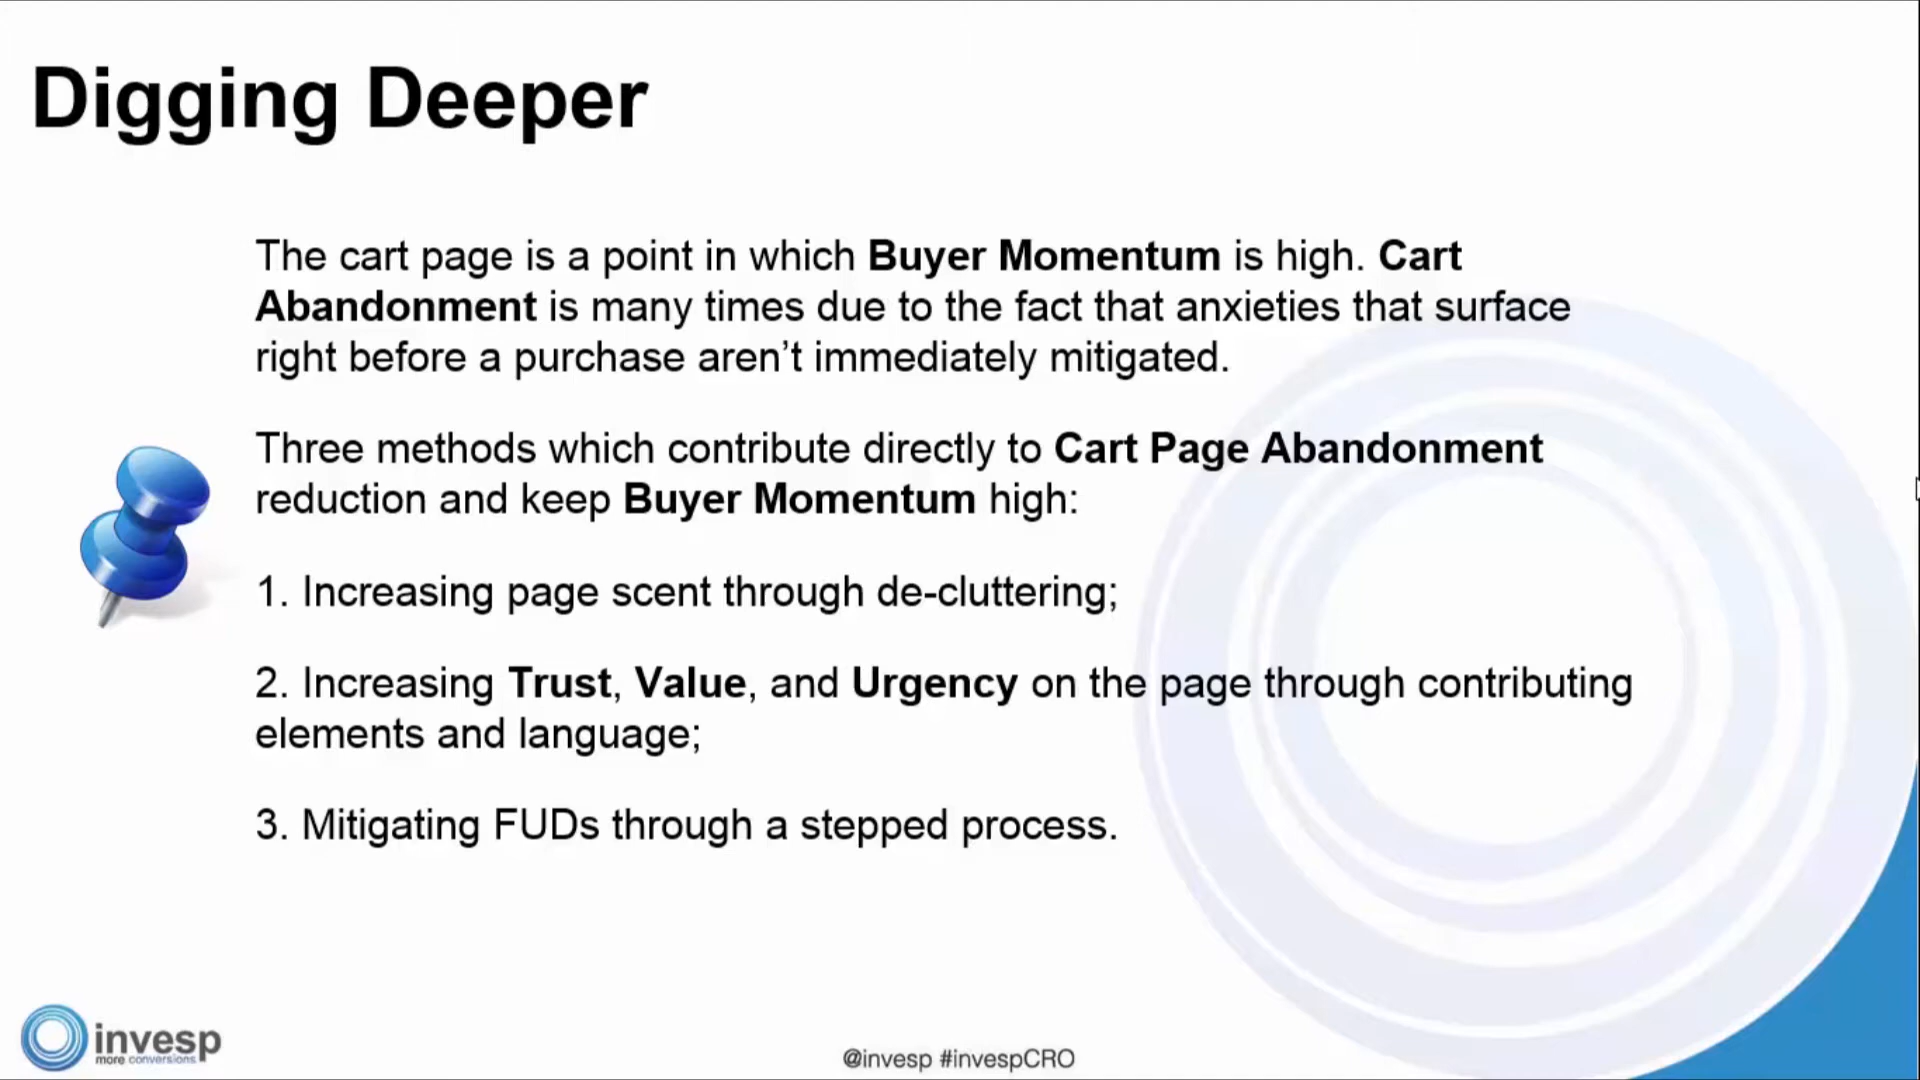 Digging Deeper
The cart page is a point in which Buyer Momentum is high. Cart
Abandonment is many times due to the fact that anxieties that surface
right before a purchase aren’t immediately mitigated.
Three methods which contribute directly to Cart Page Abandonment
reduction and keep Buyer Momentum high:
1. Increasing page scent through de-cluttering;
2. Increasing Trust, Value, and Urgency on the page through contributing
elements and language;
3. Mitigating FUDs through a stepped process.
invesp
more conversions
@invesp #invespCRO